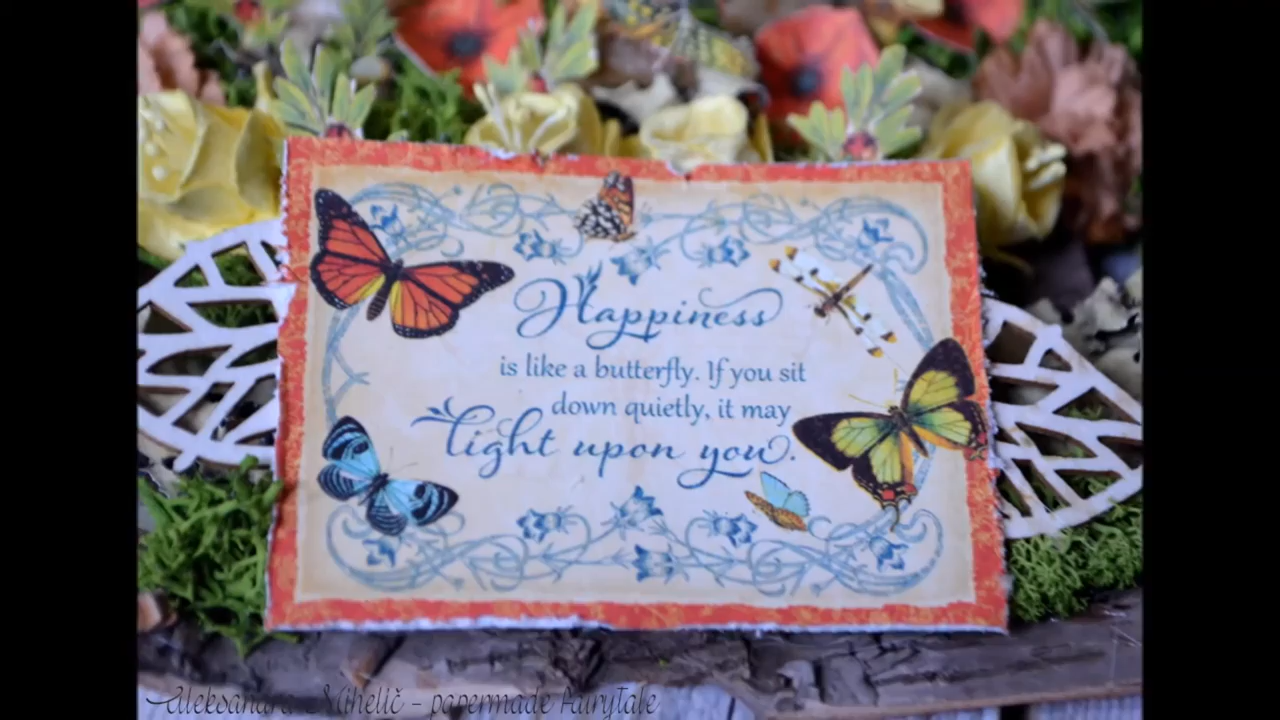 Happiness
is like a butterfly. If you sit
down quietly, it may
light upon you.
Aleksandra Mihelič - papermade fairytale